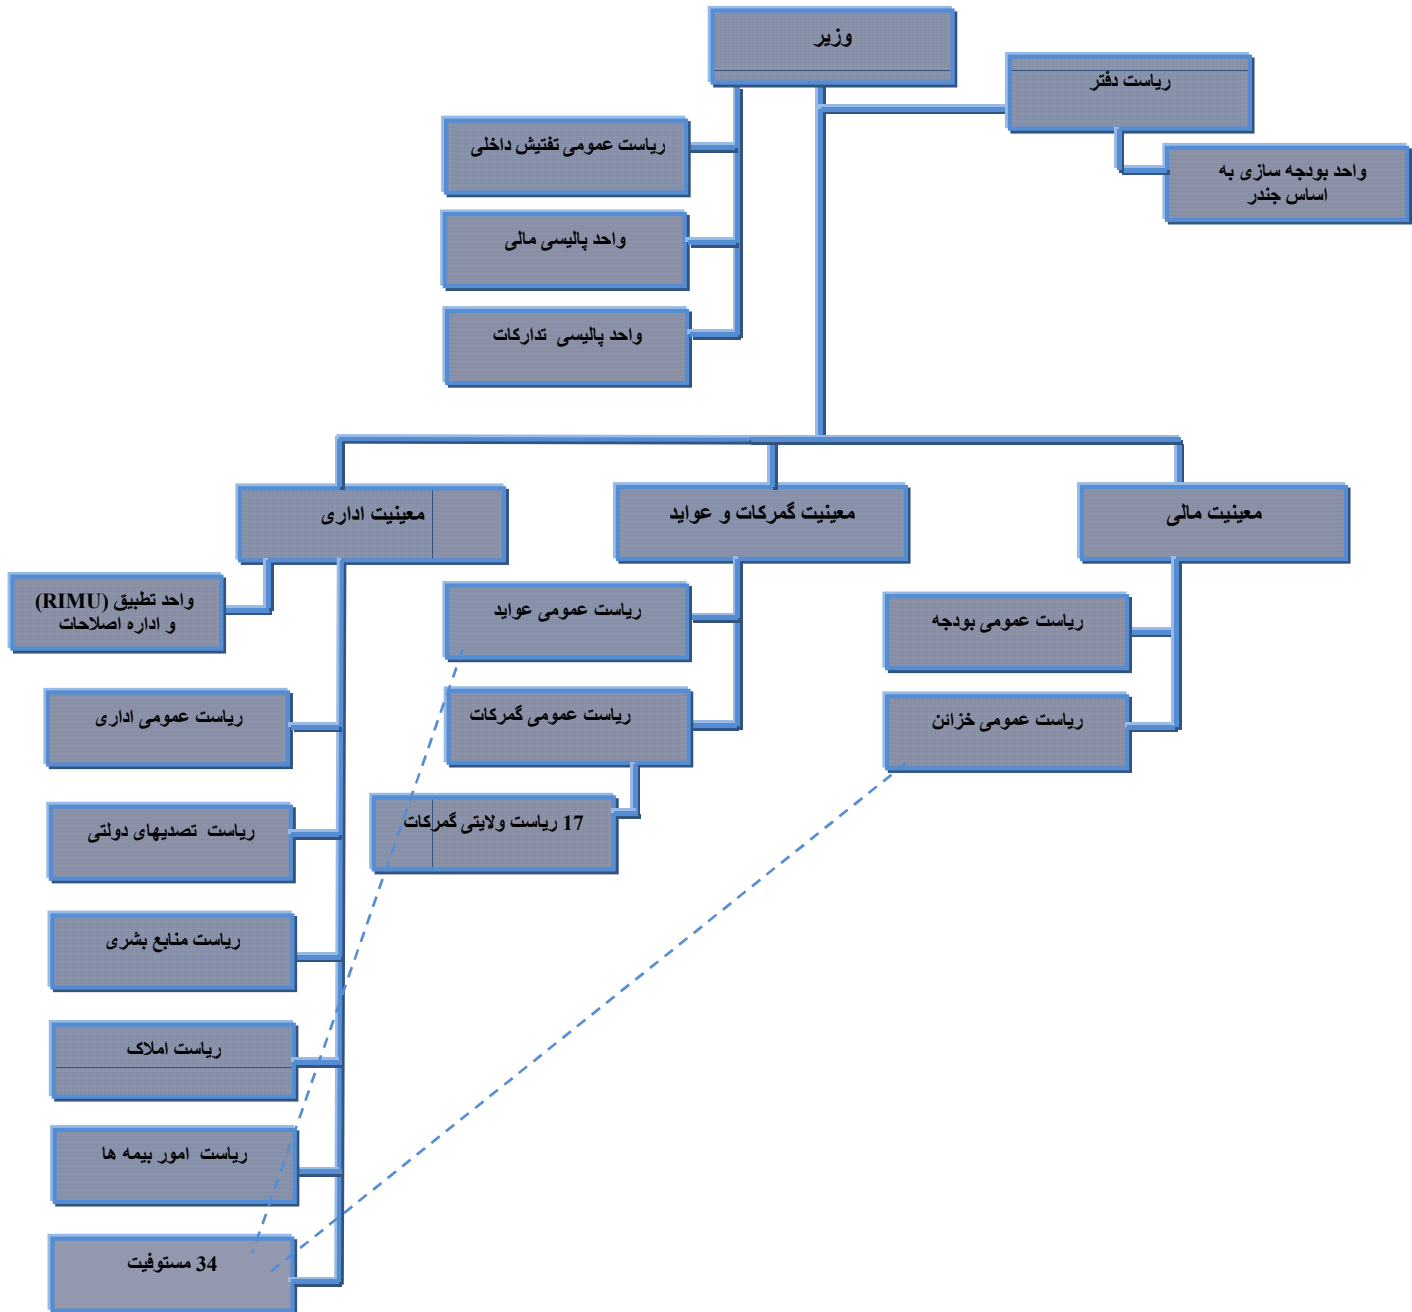 وزیر
ریاست دفتر
واحد بودجه سازی به
اساس جندر
ریاست عمومی تفتیش داخلی
واحد پالیسی مالی
واحد پالیسی تدارکات
معینیت مالی
معینیت گمرکات و عواید
معینیت اداری
ریاست عمومی بودجه
ریاست عمومی خزائن
ریاست عمومی عواید
ریاست عمومی گمرکات
17 ریاست ولایتی گمرکات
واحد تطبیق (RIMU)
و اداره اصلاحات
ریاست عمومی اداری
ریاست تصدیهای دولتی
ریاست منابع بشری
ریاست املاک
ریاست امور بیمه ها
34 مستوفیت